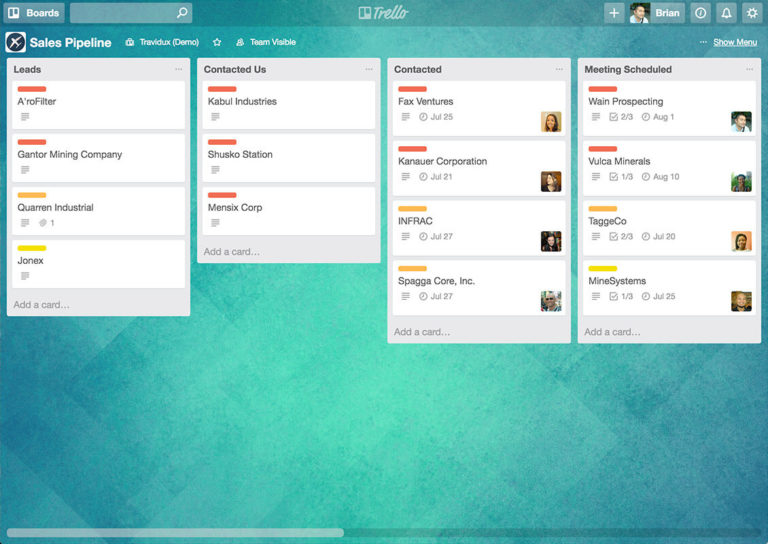 Boards
Trello
Brian
Sales Pipeline
Travidux (Demo)
Team Visible
Show Menu
Leads
A'roFilter
Gantor Mining Company
Quarren Industrial
1
Jonex
Add a card…
Contacted Us
Kabul Industries
Shusko Station
Mensix Corp
Add a card…
Contacted
Fax Ventures
Jul 25
Kanauer Corporation
Jul 21
INFRAC
Jul 27
Spagga Core, Inc.
Jul 27
Add a card…
Meeting Scheduled
Wain Prospecting
2/3 Aug 1
Vulca Minerals
1/3 Aug 10
TaggeCo
2/3 Jul 20
MineSystems
1/3 Jul 25
Add a card…